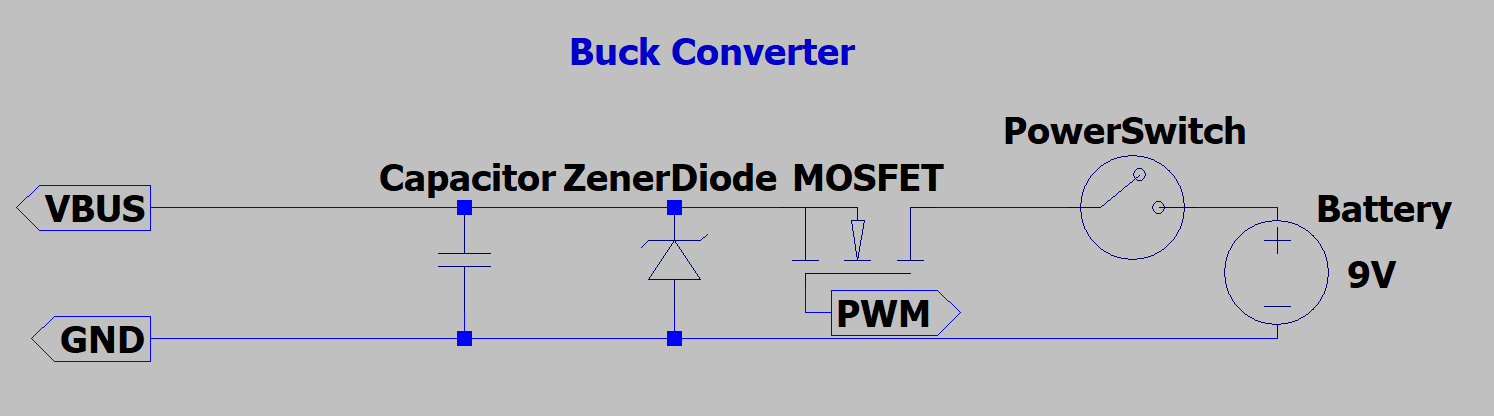 Buck Converter
PowerSwitch
Capacitor ZenerDiode MOSFET
VBUS
Battery
9V
PWM
GND